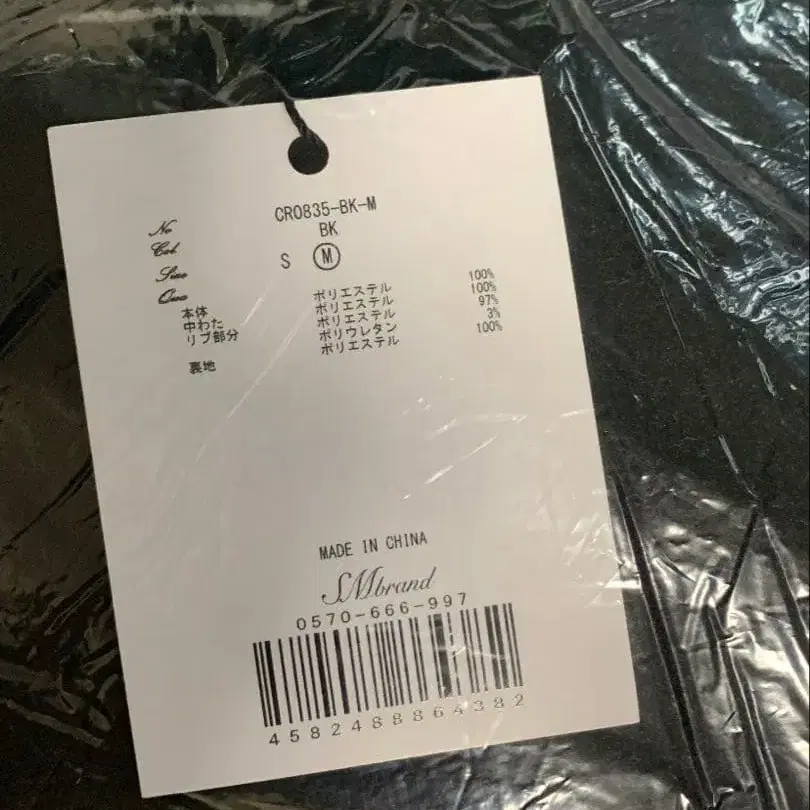 No CR0835-BK-M
Col. BK
Size S M
Qua
本体 ポリエステル 100%
中わた ポリエステル 100%
リブ部分 ポリエステル 97%
ポリウレタン 3%
裏地 ポリエステル 100%
MADE IN CHINA
SMbrand
0570-666-997
4582488864382